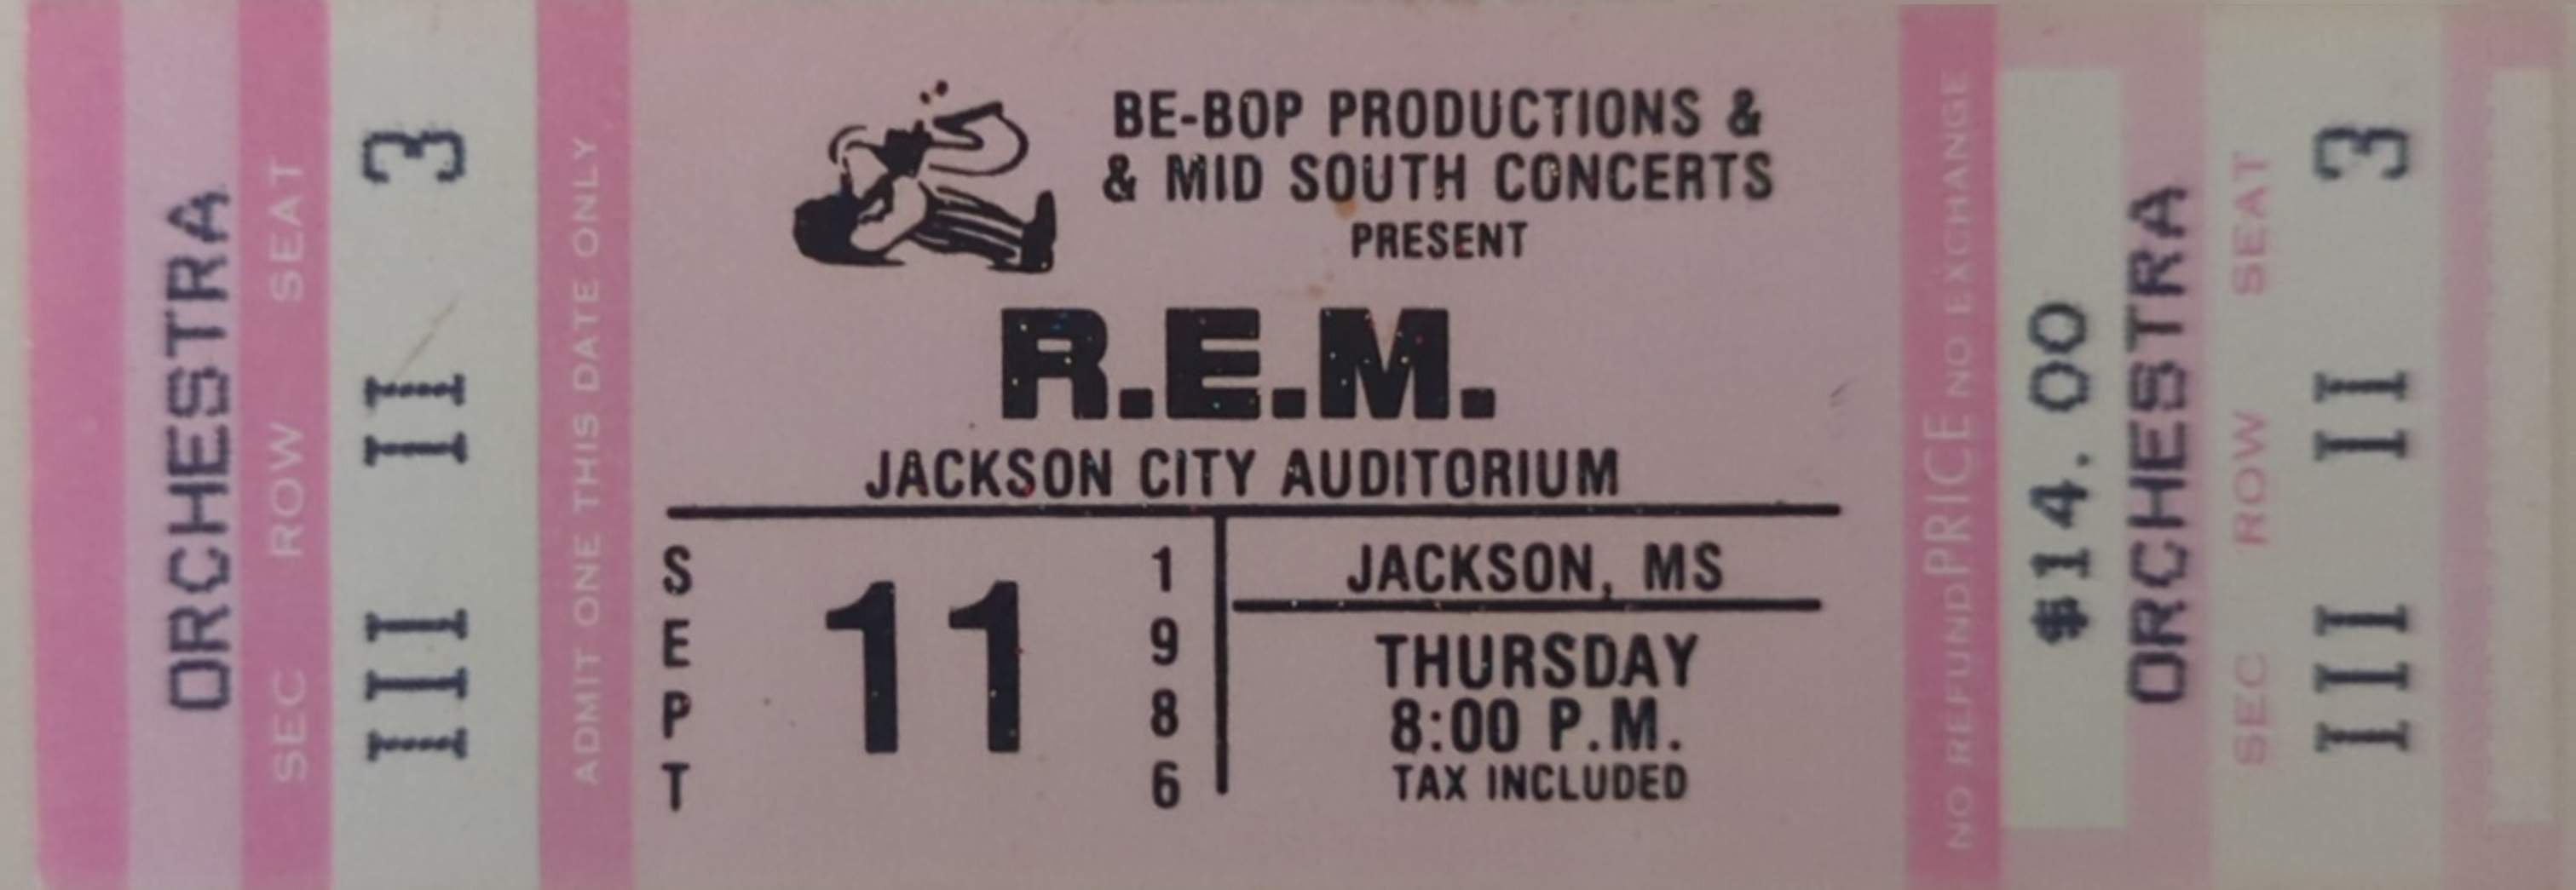 ORCHESTRA
SEC ROW SEAT
III II 3
ADMIT ONE THIS DATE ONLY
BE-BOP PRODUCTIONS &
& MID SOUTH CONCERTS
PRESENT
R.E.M.
JACKSON CITY AUDITORIUM
SEPT
11
1986
JACKSON, MS
THURSDAY
8:00 P.M.
TAX INCLUDED
NO REFUND PRICE NO EXCHANGE
$14.00
ORCHESTRA
SEC ROW SEAT
III II 3